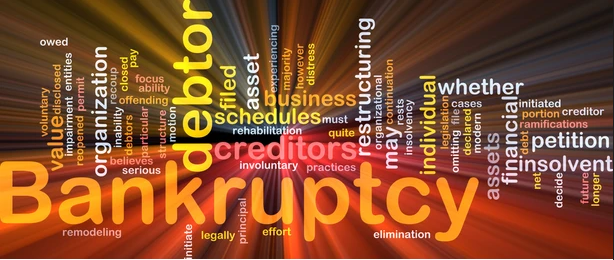 owed
voluntary
value
disclosed
impairment
entities
reopened
permit
organization
recoup
closed
pay
inability
debtors
focus
ability
offending
particular
structure
motion
believes
serious
debtor
filed
asset
experiencing
majority
however
distress
business
schedules
must
rehabilitation
quite
creditors
involuntary
practices
restructuring
organizational
continuation
may
rests
insolvency
individual
whether
legislation
file
cases
omitting
declared
modern
assets
financial
initiated
portion
creditor
ramifications
debt
petition
insolvent
net
decide
future
longer
Bankruptcy
remodeling
initiate
legally
principal
effort
elimination